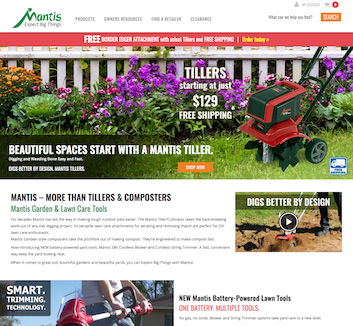 Mantis
Expect Big Things
PRODUCTS OWNERS RESOURCES FIND A RETAILER CLEARANCE
MY ACCOUNT
What can we help you find? SEARCH
FREE BORDER EDGER ATTACHMENT with select Tillers and FREE SHIPPING | Order today »
TILLERS
starting at just
$129
FREE SHIPPING
BEAUTIFUL SPACES START WITH A MANTIS TILLER.
Digging and Weeding Done Easy and Fast.
DIGS BETTER BY DESIGN. MANTIS TILLERS.
SHOP NOW
MANTIS – MORE THAN TILLERS & COMPOSTERS
Mantis Garden & Lawn Care Tools
For decades Mantis has led the way in making tough outdoor jobs easier. The Mantis Tiller/Cultivator takes the back-breaking
work out of any size digging project. Its versatile lawn care attachments for aerating and removing thatch are perfect for DIY
lawn care enthusiasts.
Mantis tumbler-style composters take the pitchfork out of making compost. They're engineered to make compost fast.
Now introducing NEW battery-powered yard tools: Mantis 58V Cordless Blower and Cordless String Trimmer. A fast, convenient
way keep the yard looking neat.
When it comes to great soil, bountiful gardens and beautiful yards, you can Expect Big Things with Mantis!
DIGS BETTER BY DESIGN
SMART.
TRIMMING.
TECHNOLOGY.
NEW Mantis Battery-Powered Lawn Tools
ONE BATTERY. MULTIPLE TOOLS.
No gas, no cords. Blower and String Trimmer options take yard care to a new level.